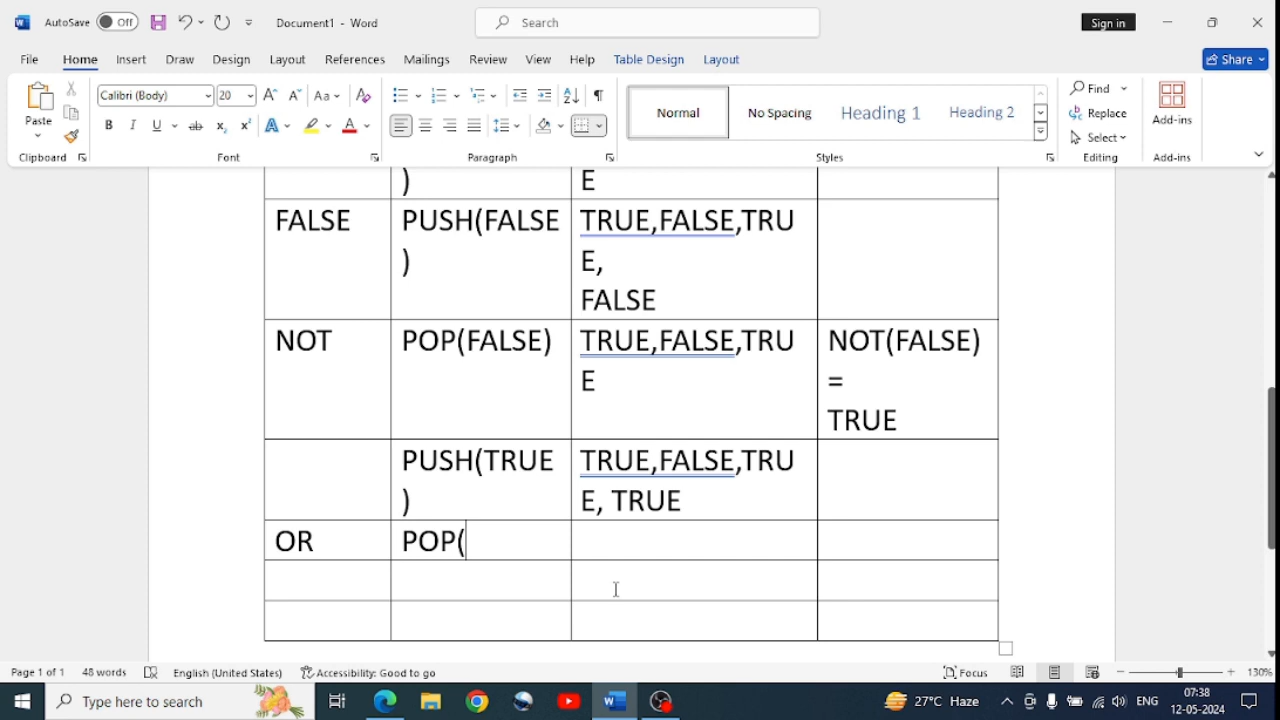 AutoSave Off Document1 - Word Search Sign in
File Home Insert Draw Design Layout References Mailings Review View Help Table Design Layout Share
Paste Calibri (Body) 20 Aa Normal No Spacing Heading 1 Heading 2 Find Replace Select Add-ins
Clipboard Font Paragraph Styles Editing Add-ins
) E
FALSE PUSH(FALSE TRUE,FALSE,TRU
) E,
FALSE
NOT POP(FALSE) TRUE,FALSE,TRU NOT(FALSE)
E =
TRUE
PUSH(TRUE TRUE,FALSE,TRU
) E, TRUE
OR POP(
Page 1 of 1 48 words English (United States) Accessibility: Good to go Focus 130%
Type here to search 27°C Haze ENG 07:38 12-05-2024